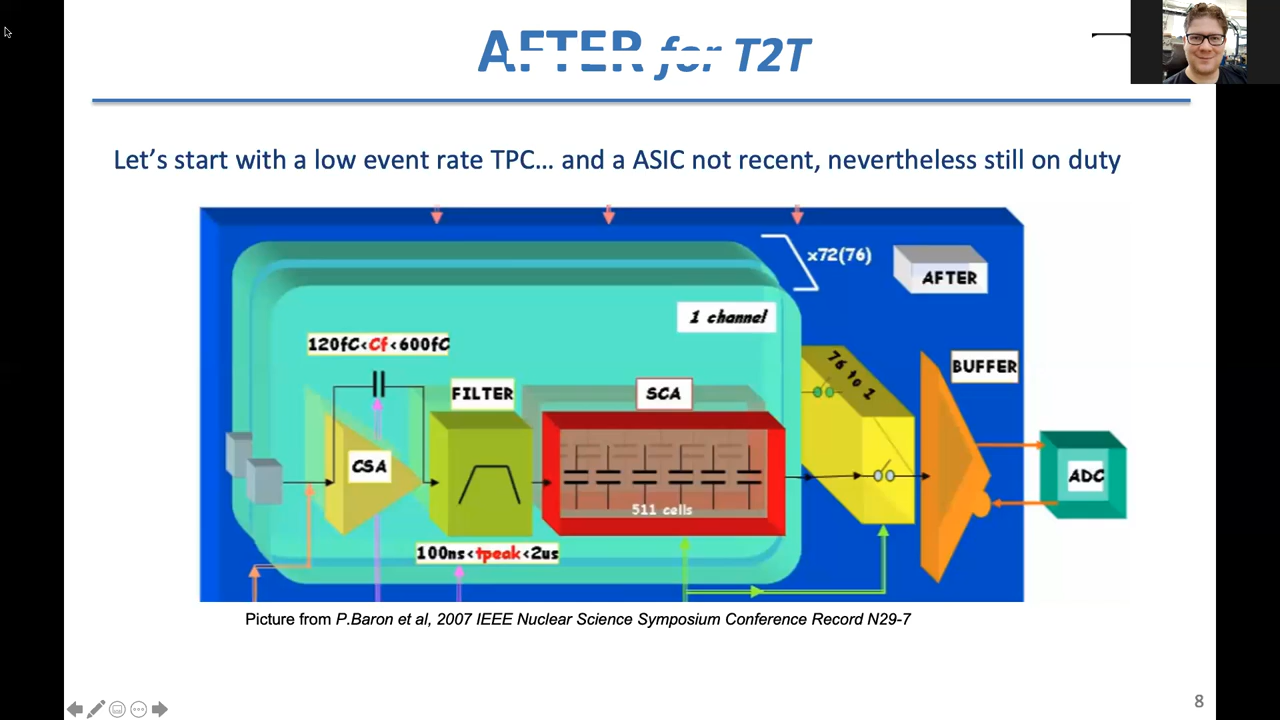 AFTER for T2T
Let's start with a low event rate TPC... and a ASIC not recent, nevertheless still on duty
x72(76)
AFTER
1 channel
120fC<Cf<600fC
76 to 1
BUFFER
FILTER
SCA
CSA
ADC
511 cells
100ns<tpeak<2us
Picture from P.Baron et al, 2007 IEEE Nuclear Science Symposium Conference Record N29-7
8